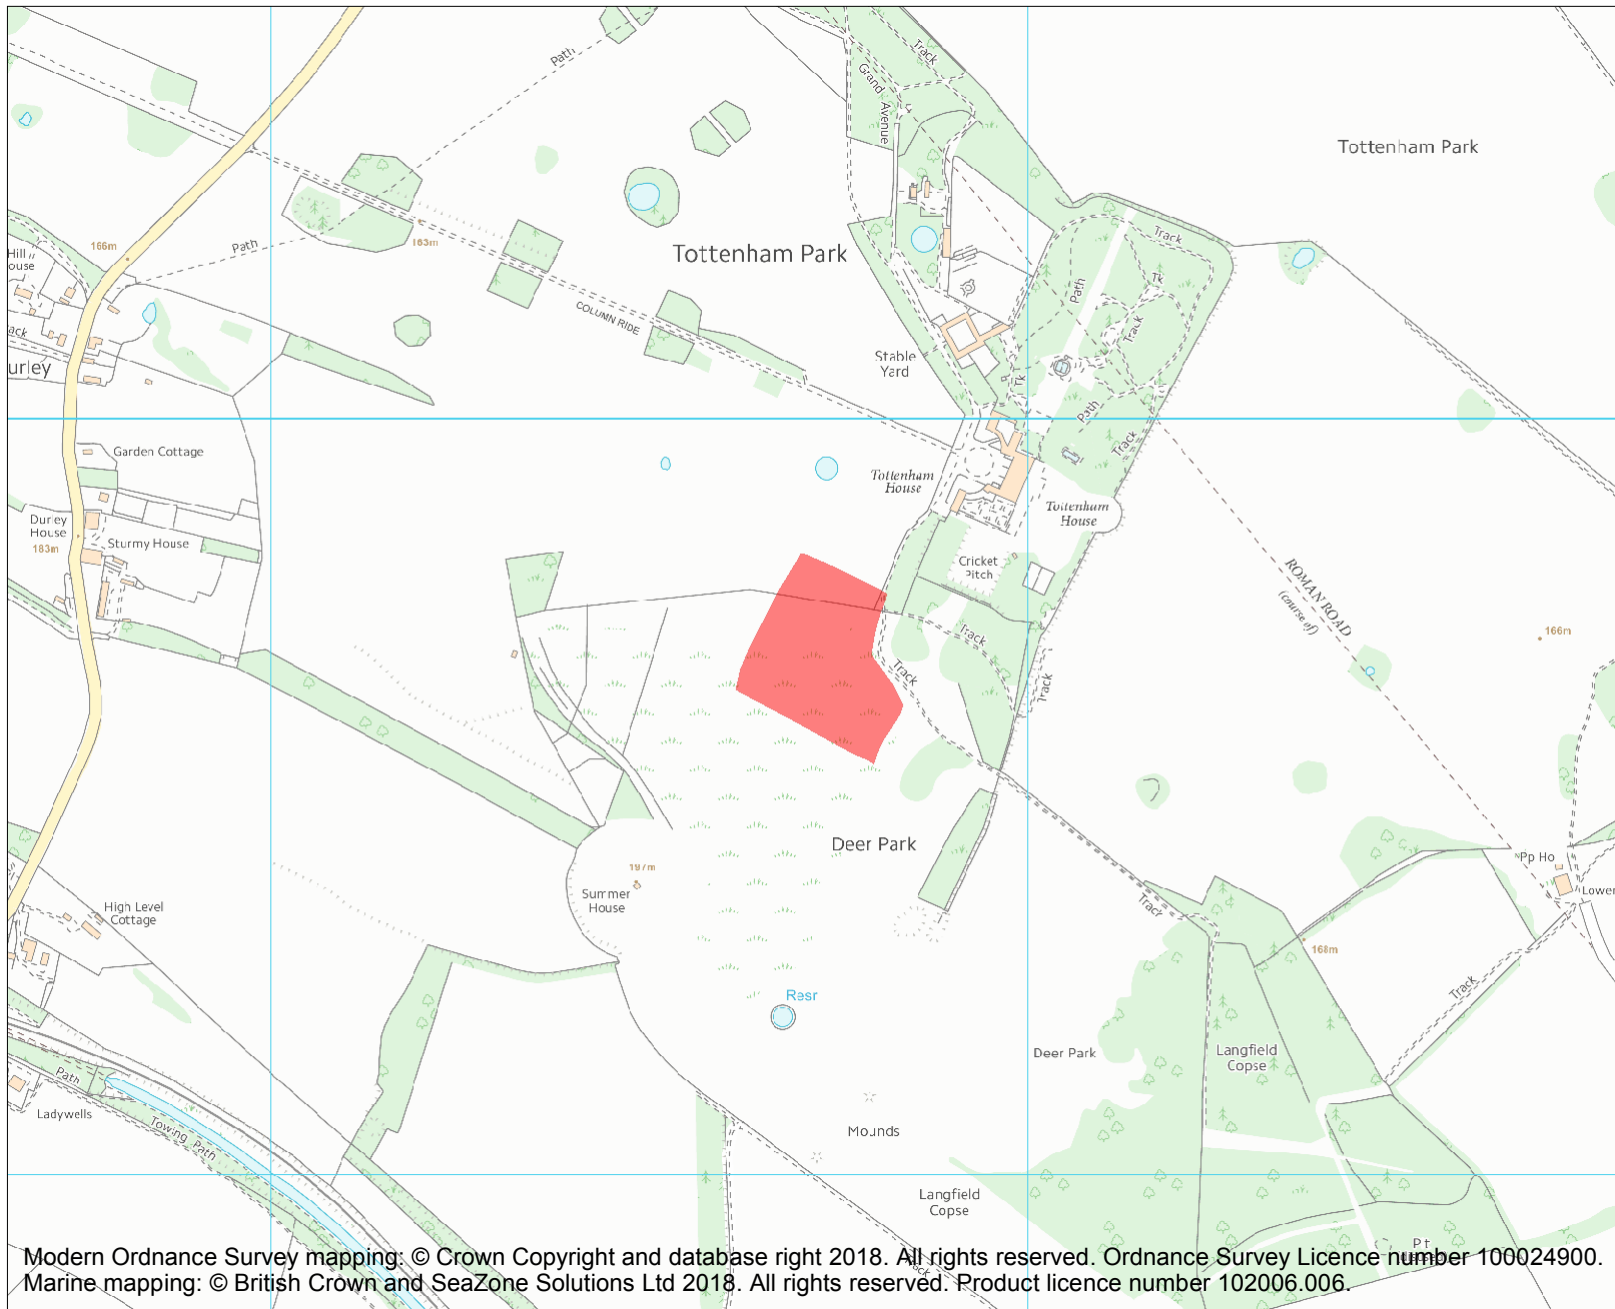 Path
Track
Grand
Avenue
Tottenham Park
166m
Hill
ouse
Path
163m
Tottenham Park
Track
Tk
Path
COLUMN RIDE
Track
ack
urley
Stable
Yard
Tk
Path
Track
Garden Cottage
Tottenham
House
Durley
House
183m
Sturmy House
Tottenham
House
Cricket
Pitch
ROMAN ROAD
(course of)
166m
Track
Track
Track
Deer Park
Pp Ho
Lower
197m
Summer
House
High Level
Cottage
Track
168m
Track
Resr
Deer Park
Langfield
Copse
Path
Ladywells
Towing Path
Mounds
Langfield
Copse
Modern Ordnance Survey mapping: © Crown Copyright and database right 2018. All rights reserved. Ordnance Survey Licence number 100024900.
Marine mapping: © British Crown and SeaZone Solutions Ltd 2018. All rights reserved. Product licence number 102006.006.